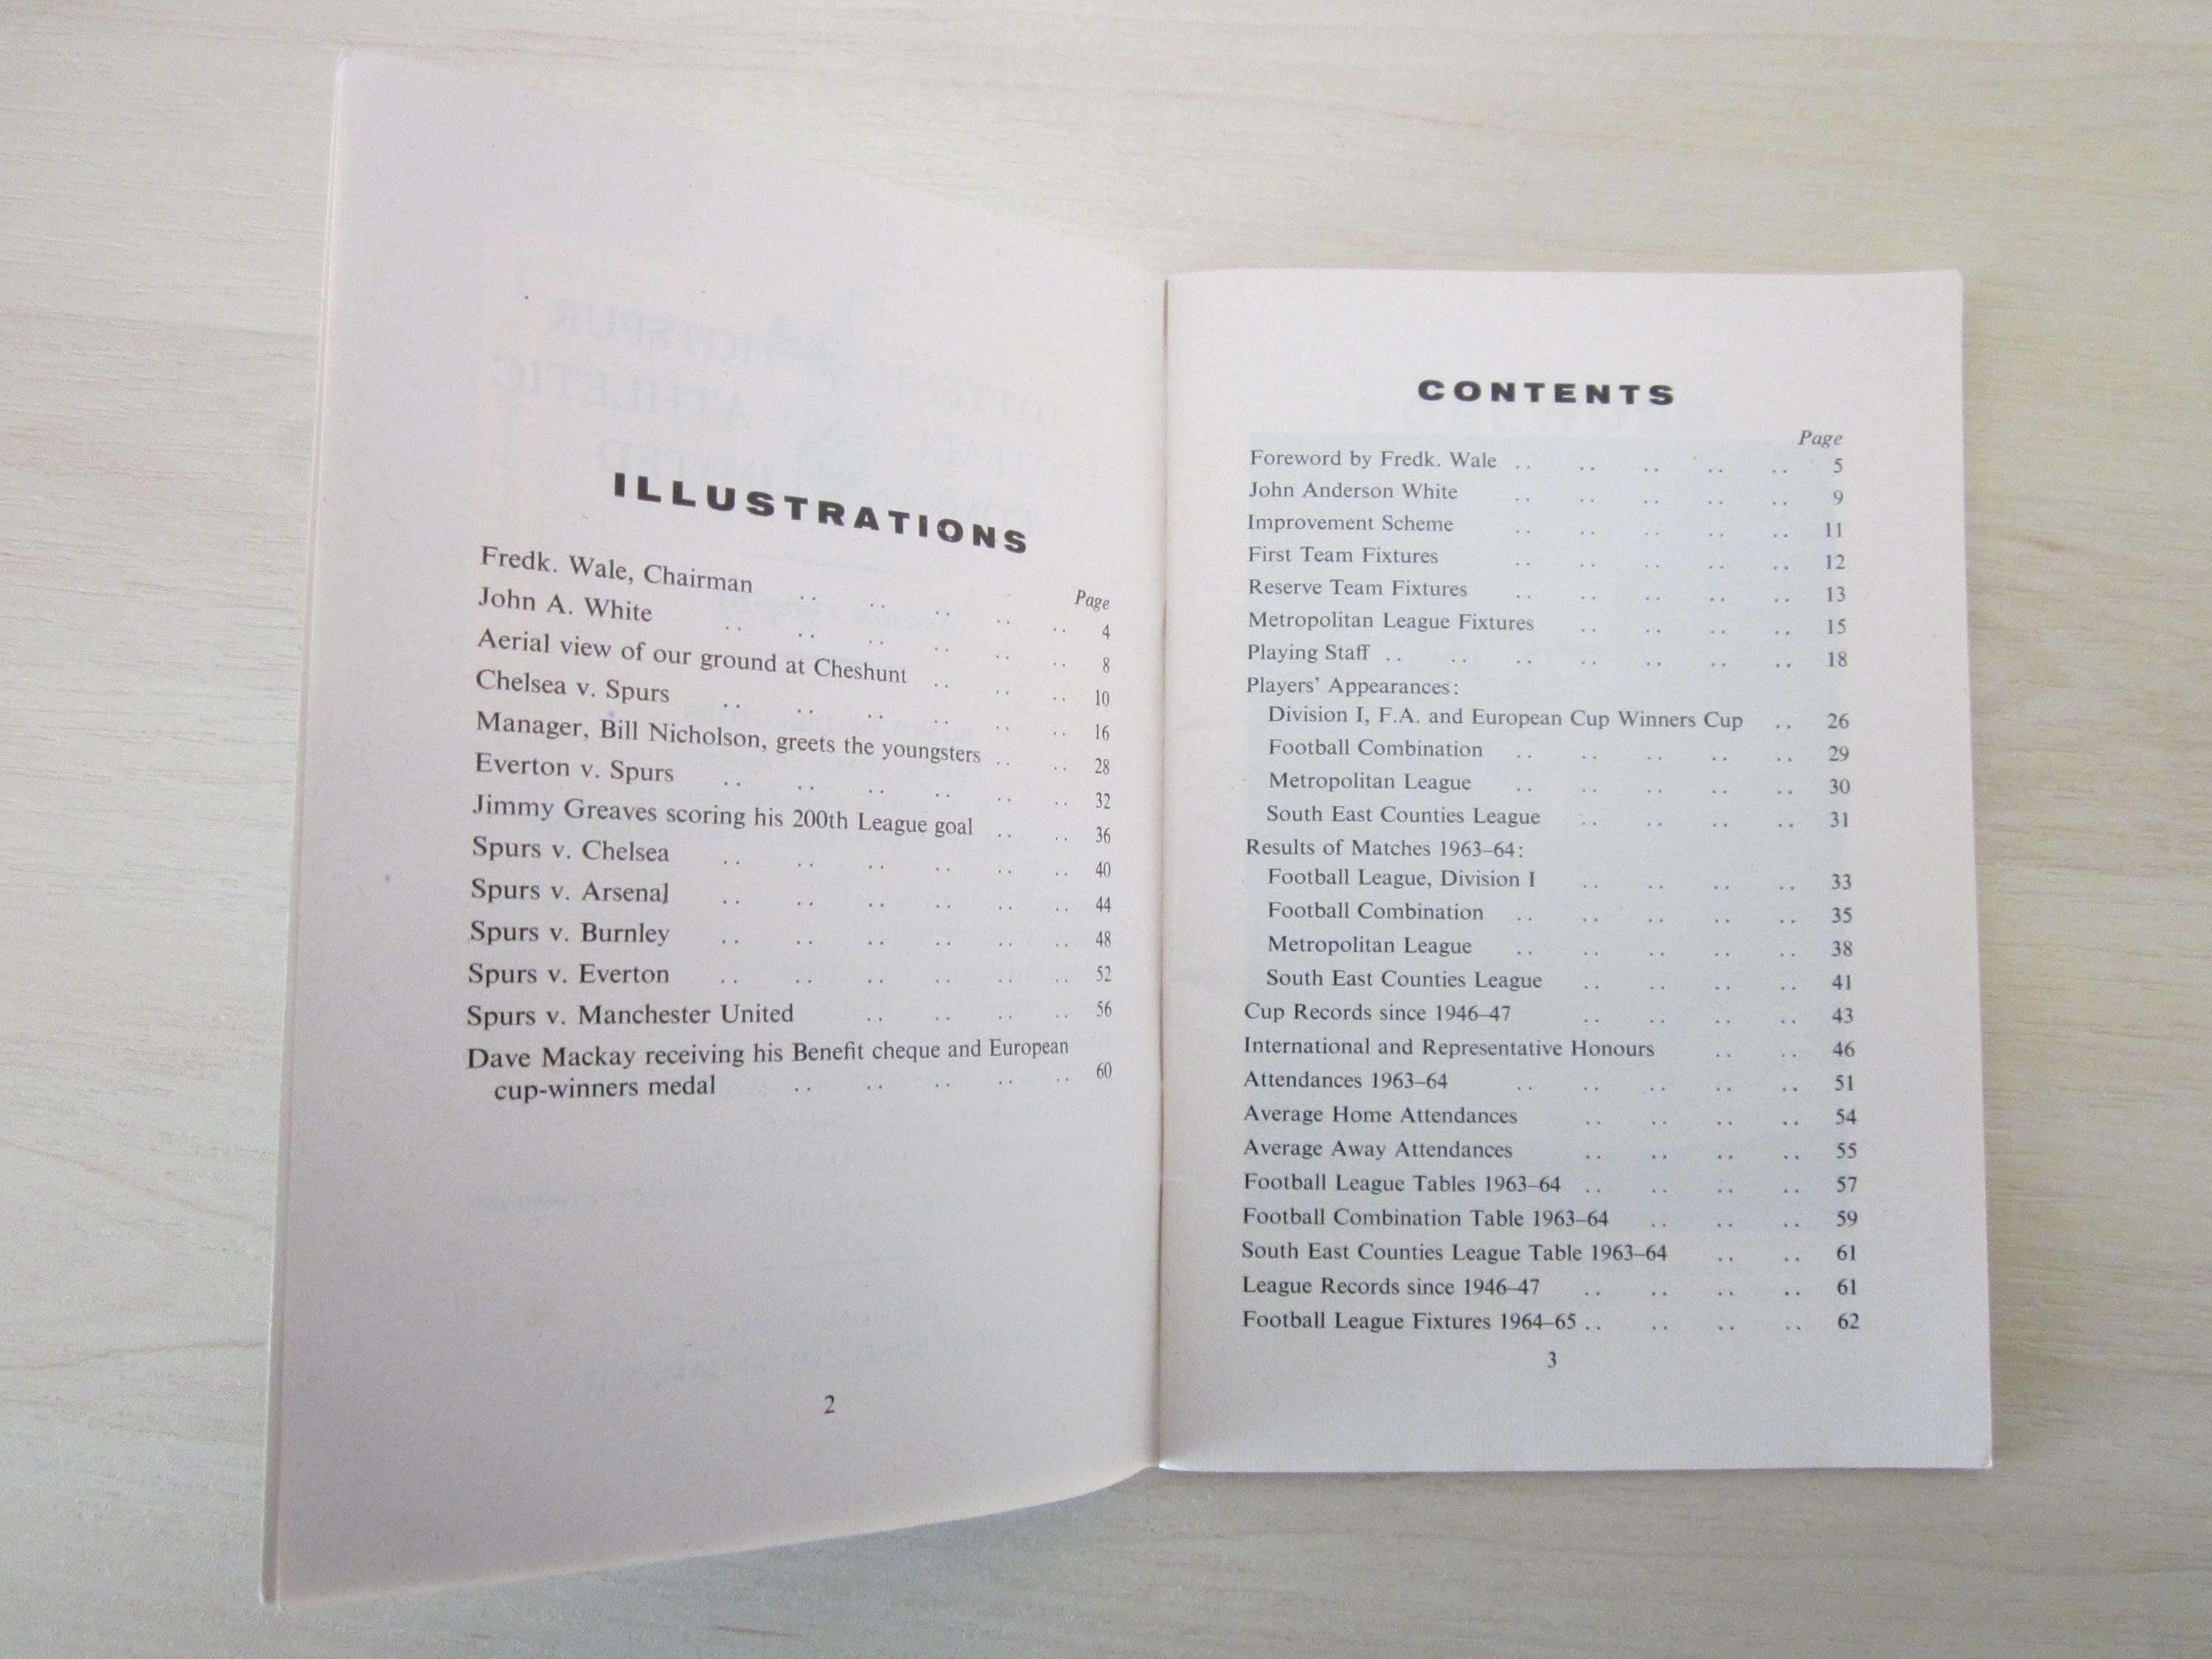 ILLUSTRATIONS
Page
Fredk. Wale, Chairman .. .. .. .. .. 4
John A. White .. .. .. .. .. .. 8
Aerial view of our ground at Cheshunt .. .. .. 10
Chelsea v. Spurs .. .. .. .. .. .. 16
Manager, Bill Nicholson, greets the youngsters .. .. 28
Everton v. Spurs .. .. .. .. .. .. 32
Jimmy Greaves scoring his 200th League goal .. .. 36
Spurs v. Chelsea .. .. .. .. .. .. 40
Spurs v. Arsenal .. .. .. .. .. .. 44
Spurs v. Burnley .. .. .. .. .. .. 48
Spurs v. Everton .. .. .. .. .. .. 52
Spurs v. Manchester United .. .. .. .. 56
Dave Mackay receiving his Benefit cheque and European
cup-winners medal .. .. .. .. .. 60
2
CONTENTS
Page
Foreword by Fredk. Wale .. .. .. .. .. 5
John Anderson White .. .. .. .. .. 9
Improvement Scheme .. .. .. .. .. 11
First Team Fixtures .. .. .. .. .. 12
Reserve Team Fixtures .. .. .. .. .. 13
Metropolitan League Fixtures .. .. .. .. 15
Playing Staff .. .. .. .. .. .. .. 18
Players' Appearances:
Division I, F.A. and European Cup Winners Cup .. 26
Football Combination .. .. .. .. .. 29
Metropolitan League .. .. .. .. .. 30
South East Counties League .. .. .. .. 31
Results of Matches 1963–64:
Football League, Division I .. .. .. .. 33
Football Combination .. .. .. .. .. 35
Metropolitan League .. .. .. .. .. 38
South East Counties League .. .. .. .. 41
Cup Records since 1946–47 .. .. .. .. 43
International and Representative Honours .. .. 46
Attendances 1963–64 .. .. .. .. .. 51
Average Home Attendances .. .. .. .. 54
Average Away Attendances .. .. .. .. 55
Football League Tables 1963–64 .. .. .. .. 57
Football Combination Table 1963–64 .. .. .. 59
South East Counties League Table 1963–64 .. .. 61
League Records since 1946–47 .. .. .. .. 61
Football League Fixtures 1964–65 .. .. .. .. 62
3